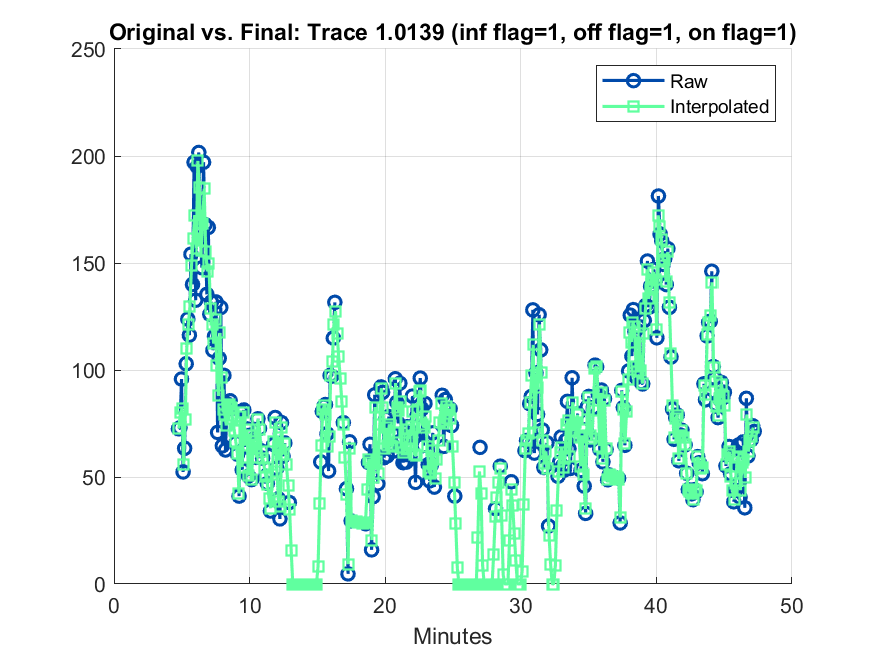 Original vs. Final: Trace 1.0139 (inf flag=1, off flag=1, on flag=1)
250
200
150
100
50
0
Raw
Interpolated
0 10 20 30 40 50
Minutes